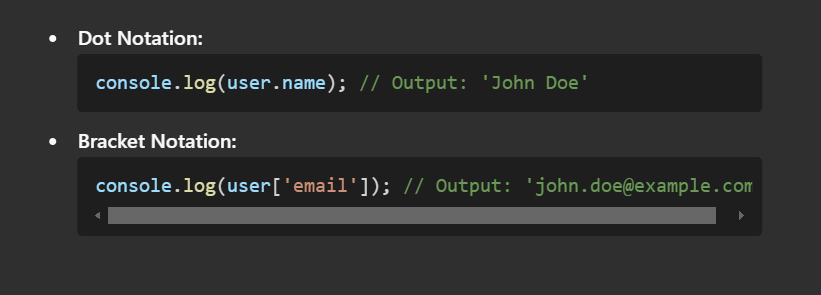 • Dot Notation:
console.log(user.name); // Output: 'John Doe'
• Bracket Notation:
console.log(user['email']); // Output: 'john.doe@example.com